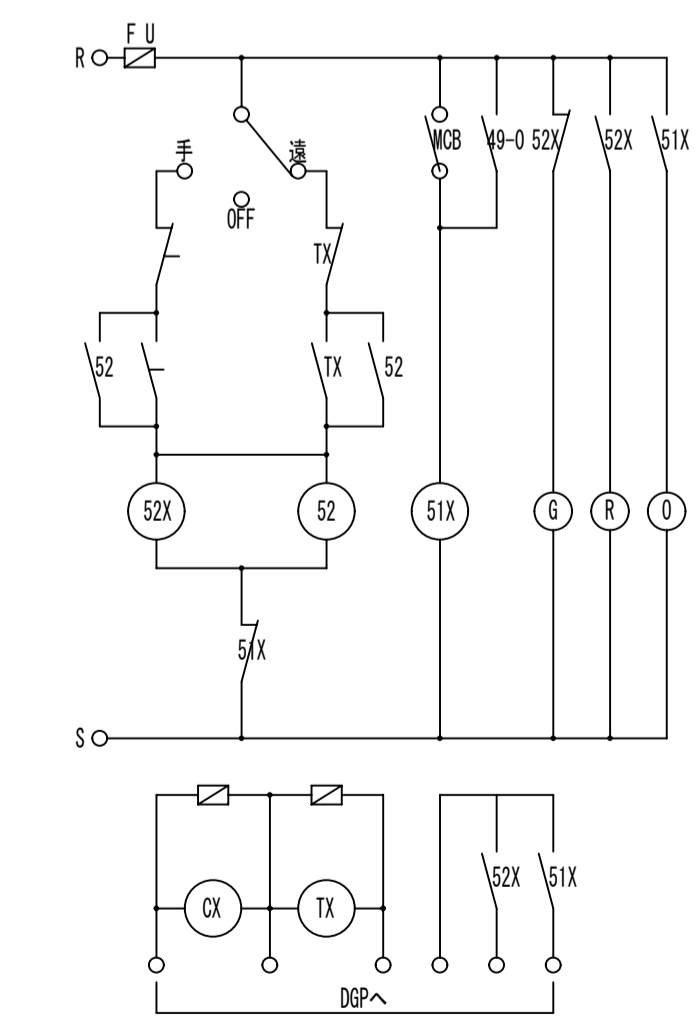 F U
R
手
遠
OFF
MCB
49-0
52X
52X
51X
TX
52
TX
52
52X
52
51X
G
R
O
51X
S
CX
TX
52X
51X
DGPへ